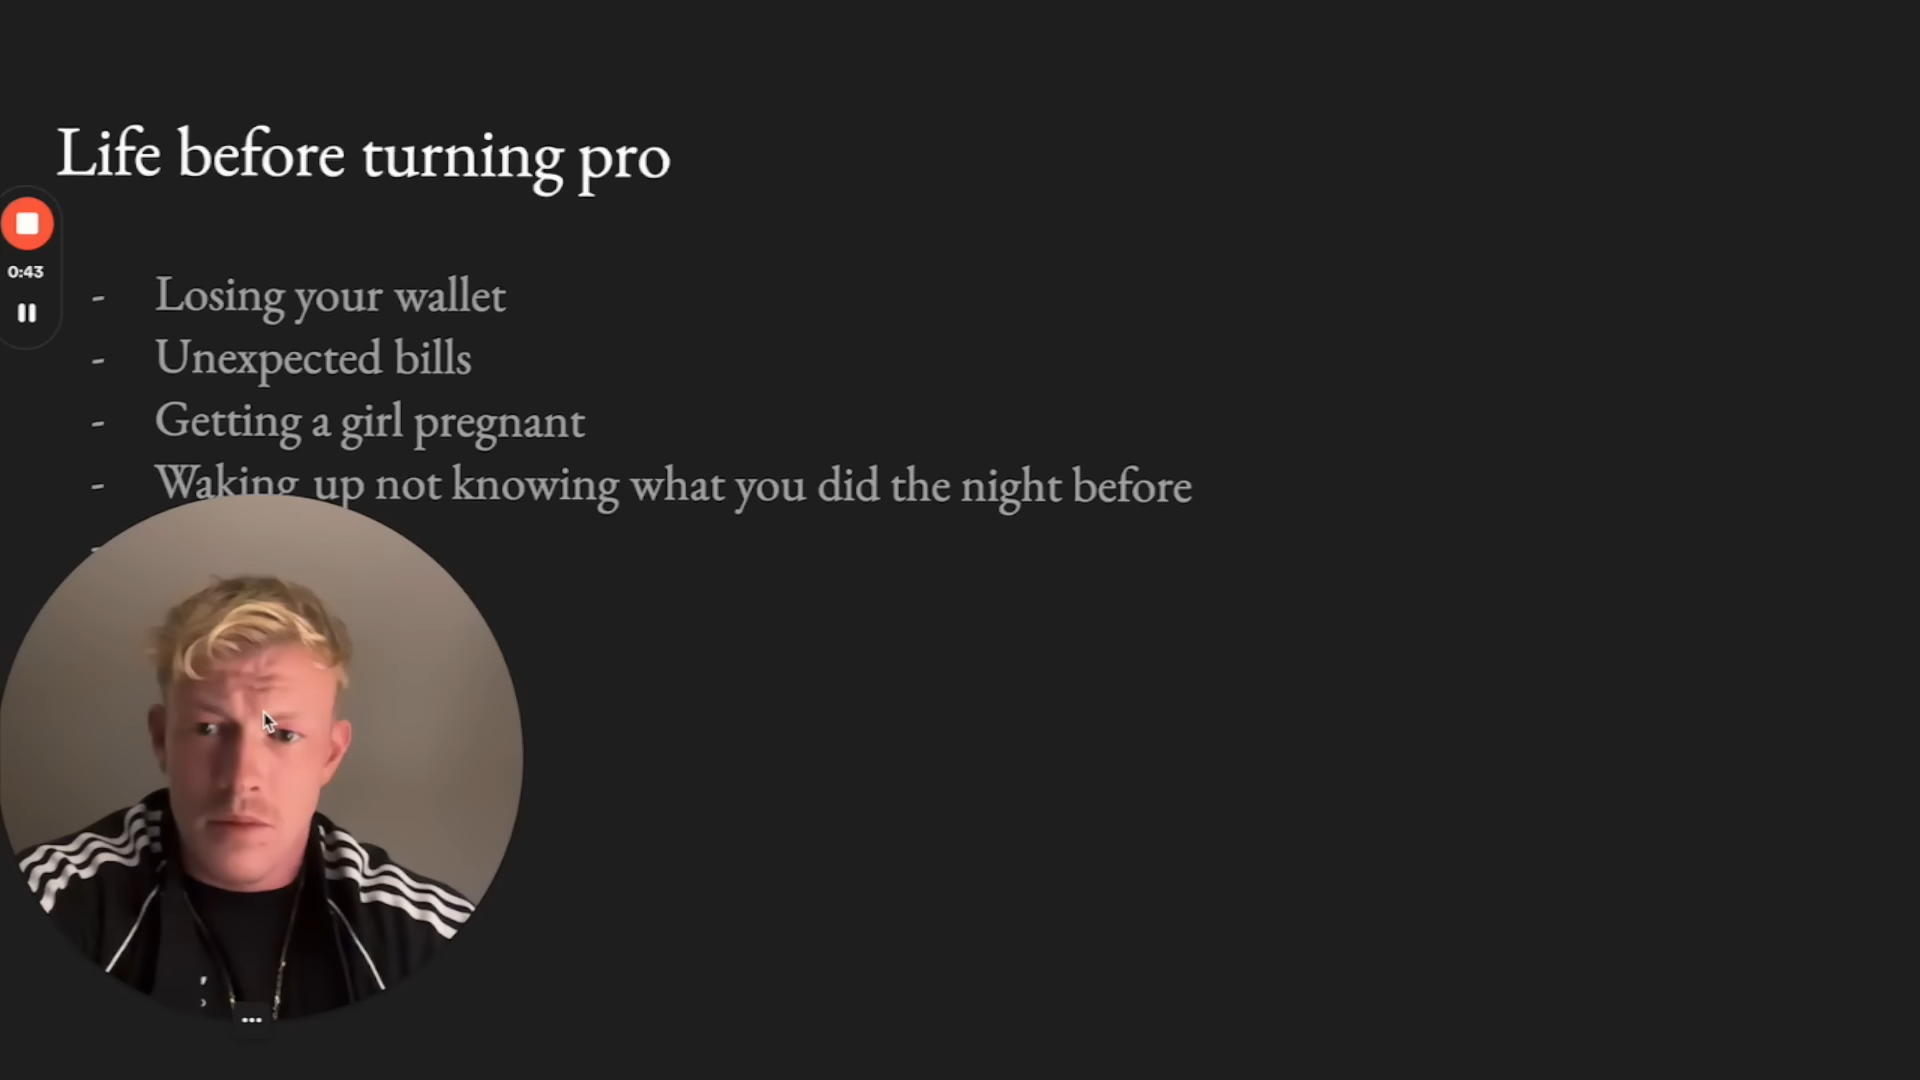 Life before turning pro
0:43
- Losing your wallet
- Unexpected bills
- Getting a girl pregnant
- Waking up not knowing what you did the night before
-